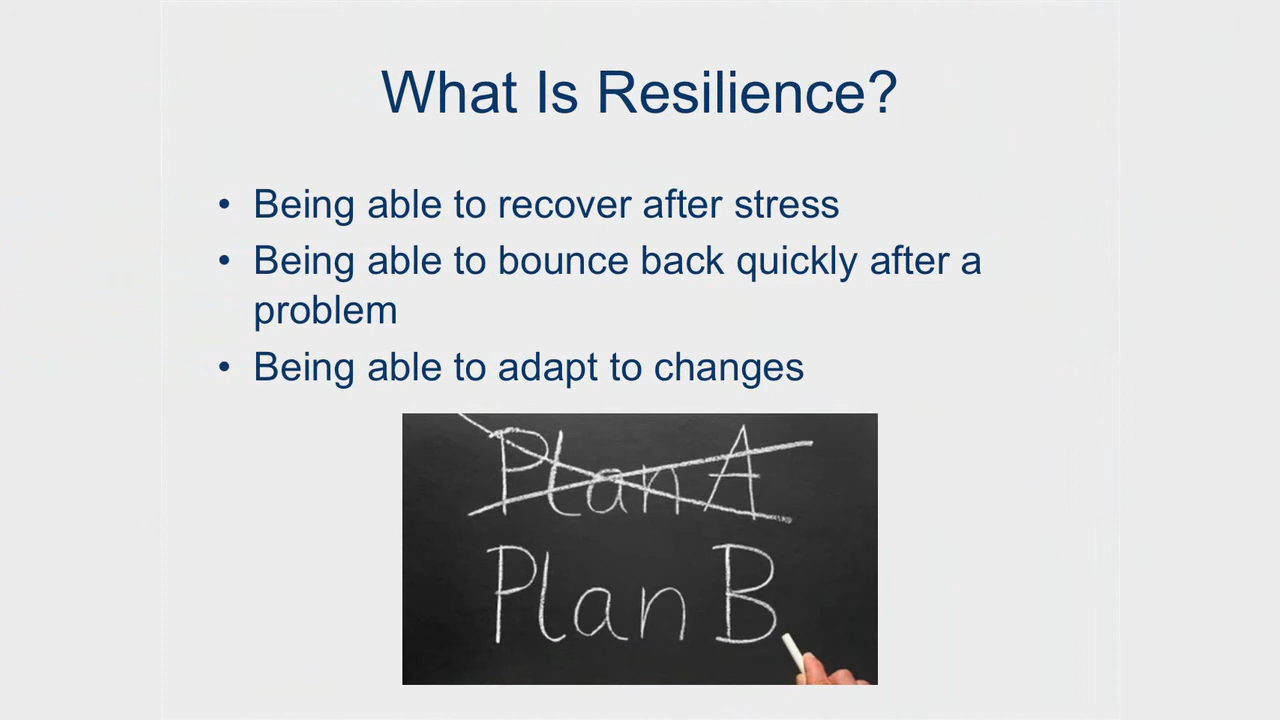 What Is Resilience?
• Being able to recover after stress
• Being able to bounce back quickly after a
problem
• Being able to adapt to changes
Plan A
Plan B